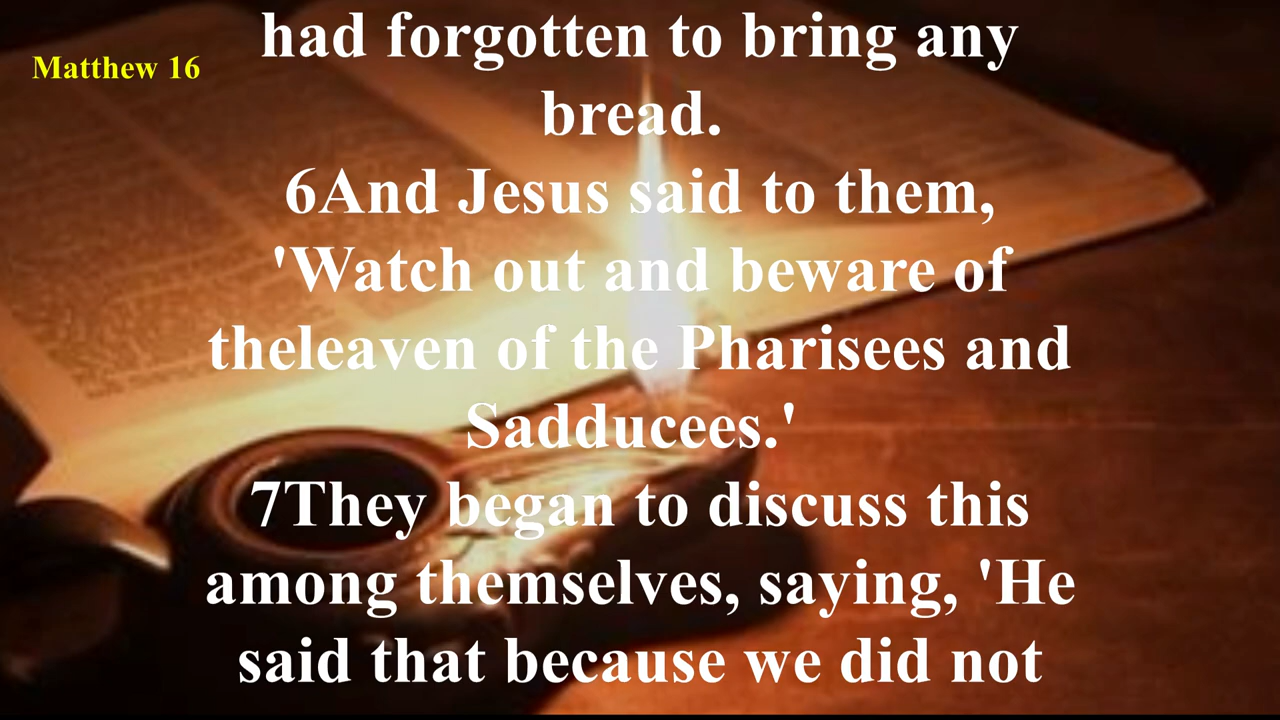 had forgotten to bring any
Matthew 16
bread.
6And Jesus said to them,
'Watch out and beware of
theleaven of the Pharisees and
Sadducees.'
7They began to discuss this
among themselves, saying, 'He
said that because we did not